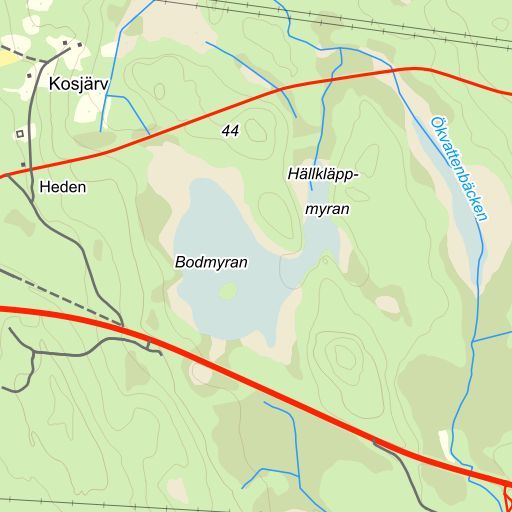 Kosjärv
Ökvattenbäcken
44
Hällkläpp-
myran
Heden
Bodmyran